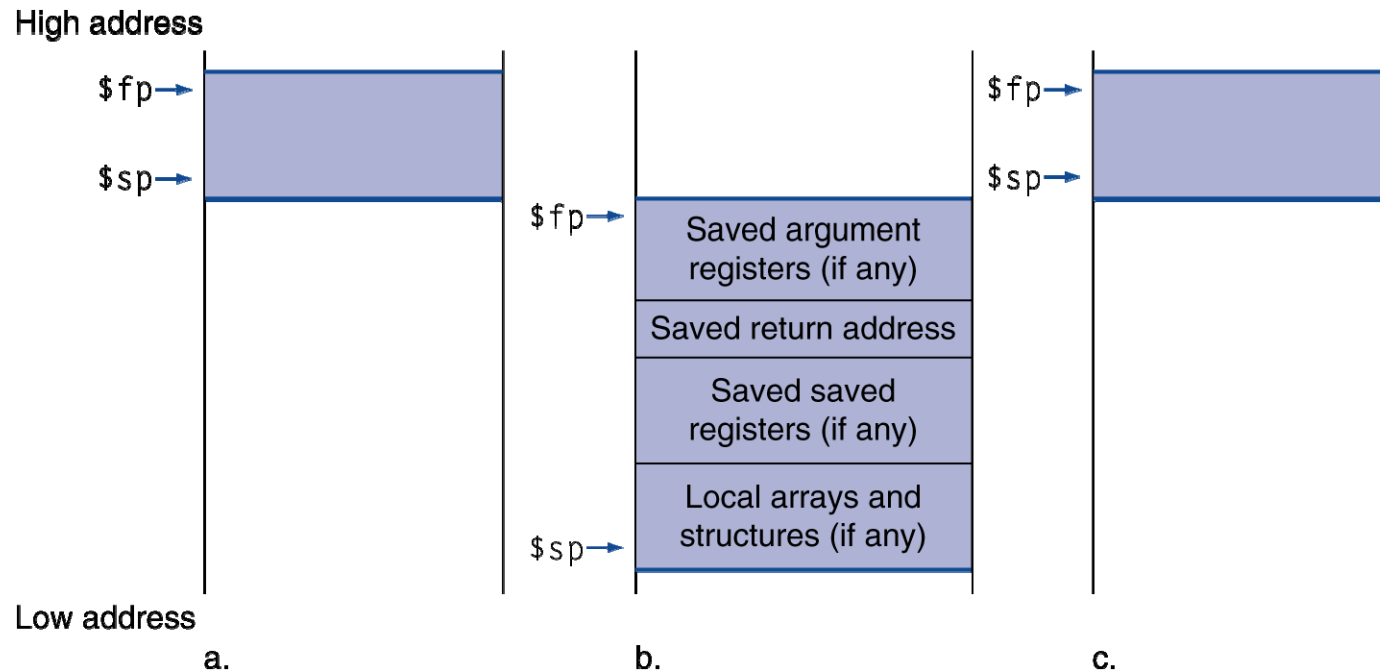 High address
$fp
$sp
$fp
$sp
$fp
Saved argument
registers (if any)
Saved return address
Saved saved
registers (if any)
Local arrays and
structures (if any)
$sp
Low address
a.
b.
c.